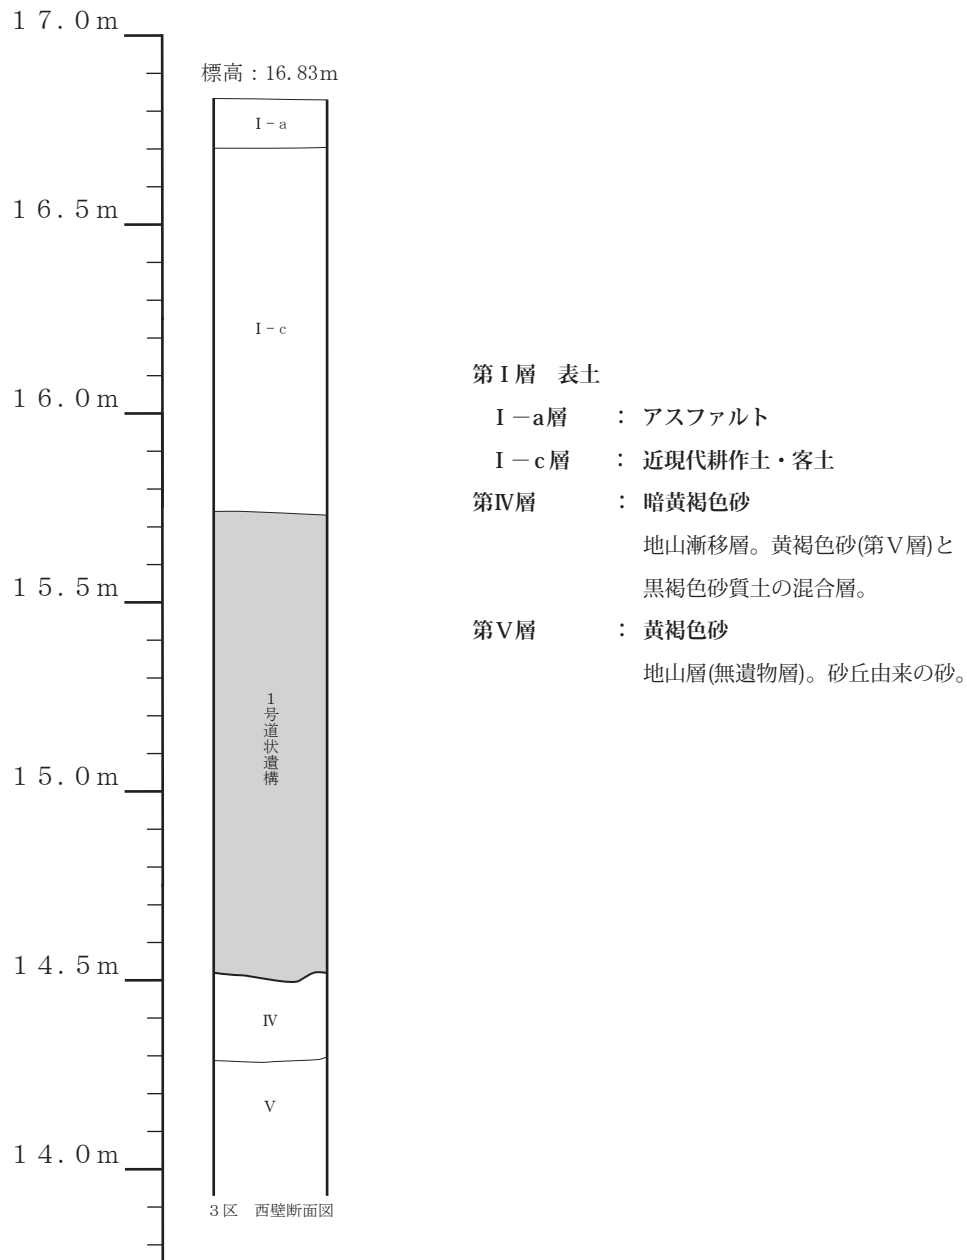 17.0m
標高：16.83m
Ⅰ－a
16.5m
Ⅰ－c
16.0m
15.5m
1号道状遺構
15.0m
14.5m
Ⅳ
Ⅴ
14.0m
3区　西壁断面図
第Ⅰ層　表土
Ⅰ－a層　：　アスファルト
Ⅰ－c層　：　近現代耕作土・客土
第Ⅳ層　：　暗黄褐色砂
地山漸移層。黄褐色砂(第Ⅴ層)と
黒褐色砂質土の混合層。
第Ⅴ層　：　黄褐色砂
地山層(無遺物層)。砂丘由来の砂。